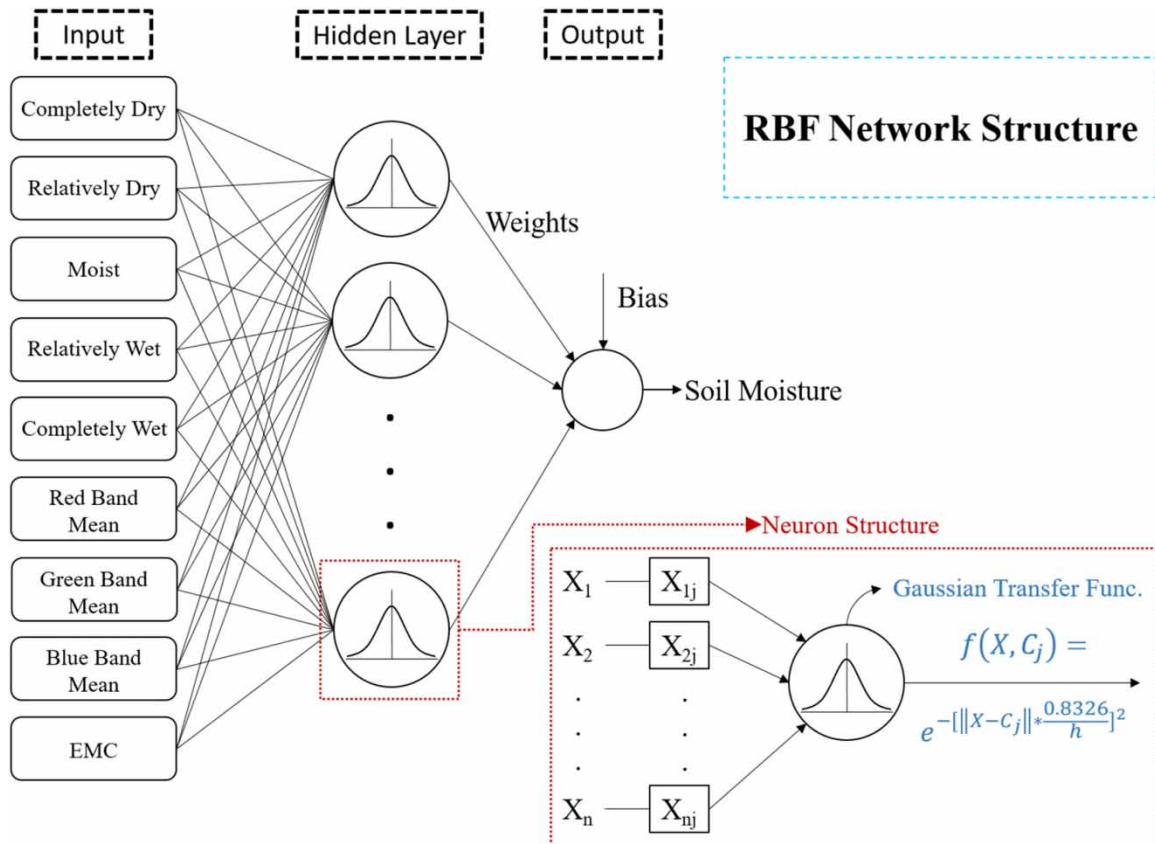 Input
Hidden Layer
Output
RBF Network Structure
Completely Dry
Relatively Dry
Moist
Relatively Wet
Completely Wet
Red Band
Mean
Green Band
Mean
Blue Band
Mean
EMC
Weights
Bias
Soil Moisture
Neuron Structure
X₁ X₁ⱼ
X₂ X₂ⱼ
Xₙ Xₙⱼ
Gaussian Transfer Func.
f(X, Cⱼ) =
e^{-[‖X-Cⱼ‖*\frac{0.8326}{h}]^2}